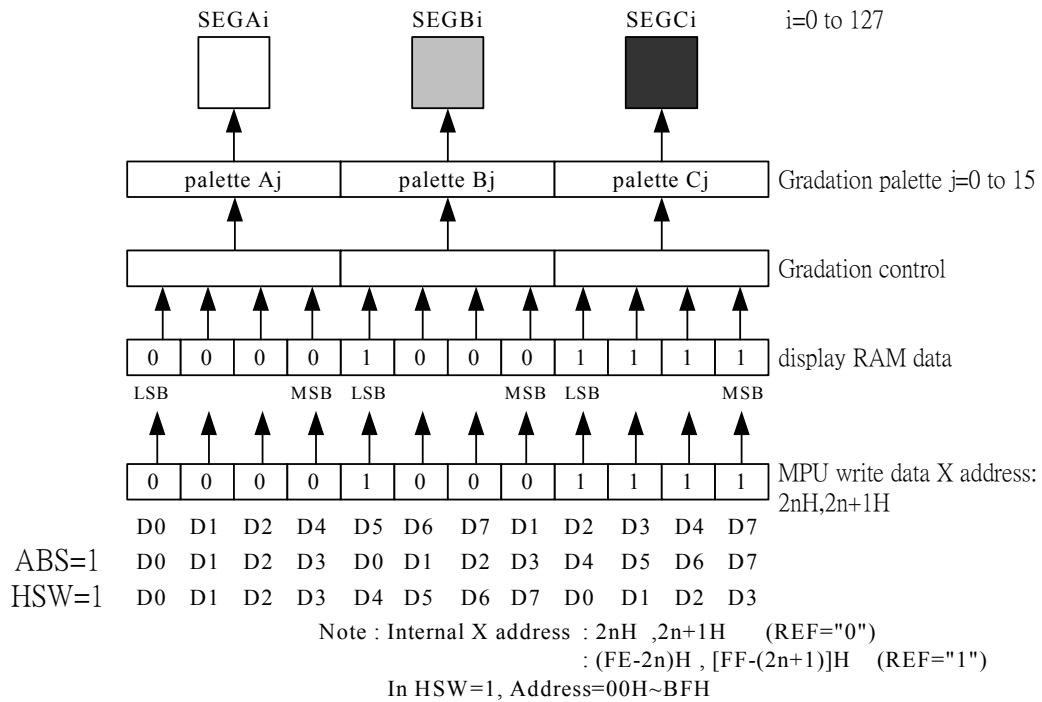 SEGAi SEGBi SEGCi i=0 to 127
palette Aj palette Bj palette Cj Gradation palette j=0 to 15
Gradation control
0 0 0 0 1 0 0 0 1 1 1 1 display RAM data
LSB MSB LSB MSB LSB MSB
0 0 0 0 1 0 0 0 1 1 1 1 MPU write data X address:
2nH,2n+1H
D0 D1 D2 D4 D5 D6 D7 D1 D2 D3 D4 D7
ABS=1 D0 D1 D2 D3 D0 D1 D2 D3 D4 D5 D6 D7
HSW=1 D0 D1 D2 D3 D4 D5 D6 D7 D0 D1 D2 D3
Note : Internal X address : 2nH ,2n+1H (REF="0")
: (FE-2n)H , [FF-(2n+1)]H (REF="1")
In HSW=1, Address=00H~BFH